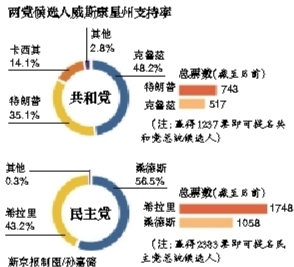 两党候选人威斯康星州支持率
其他
2.8%
卡西其
14.1%
特朗普
35.1%
共和党
克鲁兹
48.2%
总票数(截至目前)
特朗普 743
克鲁兹 517
(注:赢得1237票即可提名共
和党总统候选人)
其他
0.3%
希拉里
43.2%
民主党
桑德斯
56.5%
总票数(截至目前)
希拉里 1748
桑德斯 1058
(注:赢得2383票即可提名民
主党总统候选人)
新京报制图/孙嘉潞